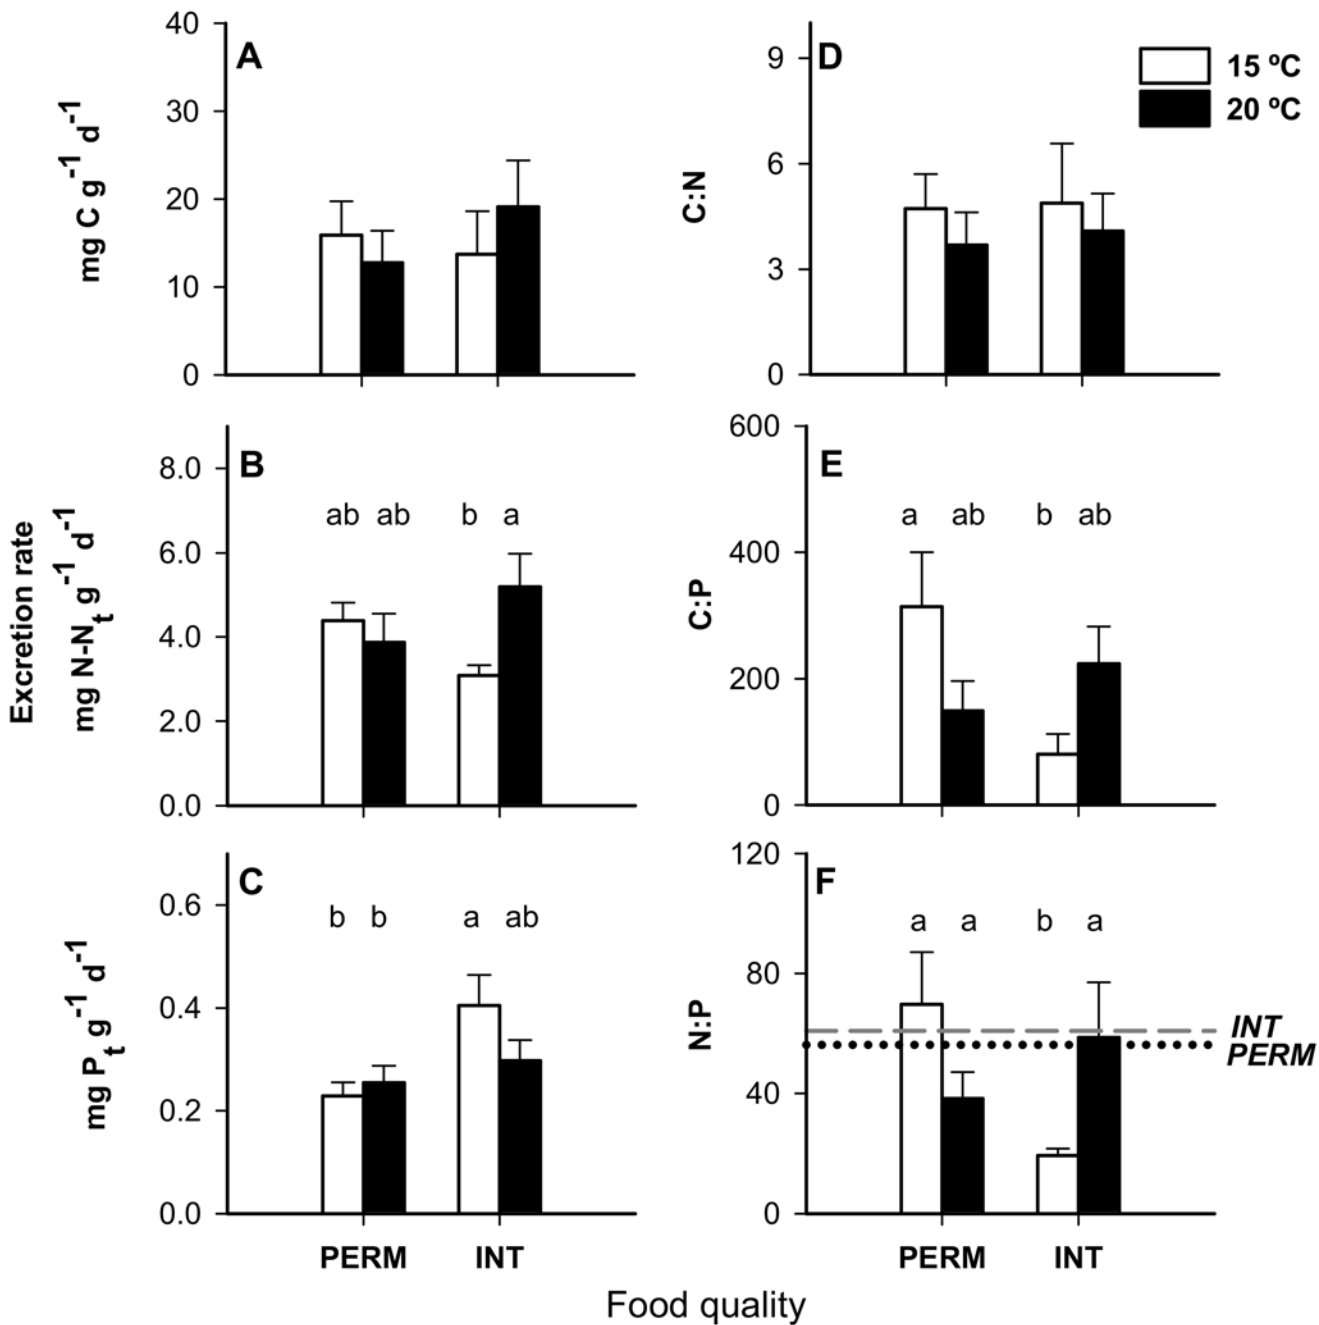 A
40
30
20
10
0
mg C g-1 d-1
D
9
6
3
0
C:N
15 ºC
20 ºC
B
8.0
6.0
4.0
2.0
0.0
ab ab b a
Excretion rate
mg N-Nt g-1 d-1
E
600
400
200
0
a ab b ab
C:P
C
0.6
0.4
0.2
0.0
b b a ab
mg Pt g-1 d-1
PERM INT
F
120
80
40
0
a a b a
N:P
INT
PERM
PERM INT
Food quality